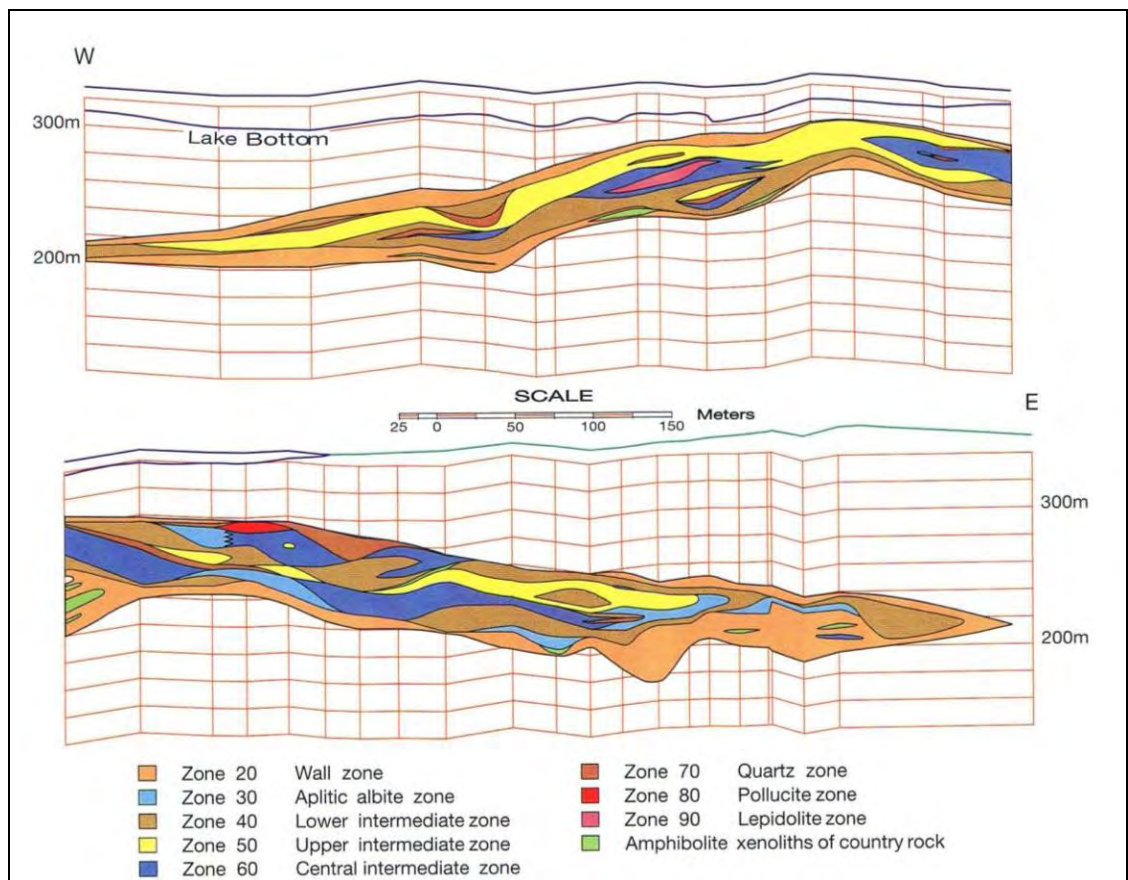 W
300m
Lake Bottom
200m
SCALE
25 0 50 100 150 Meters
E
300m
200m
Zone 20 Wall zone
Zone 30 Aplitic albite zone
Zone 40 Lower intermediate zone
Zone 50 Upper intermediate zone
Zone 60 Central intermediate zone
Zone 70 Quartz zone
Zone 80 Pollucite zone
Zone 90 Lepidolite zone
Amphibolite xenoliths of country rock